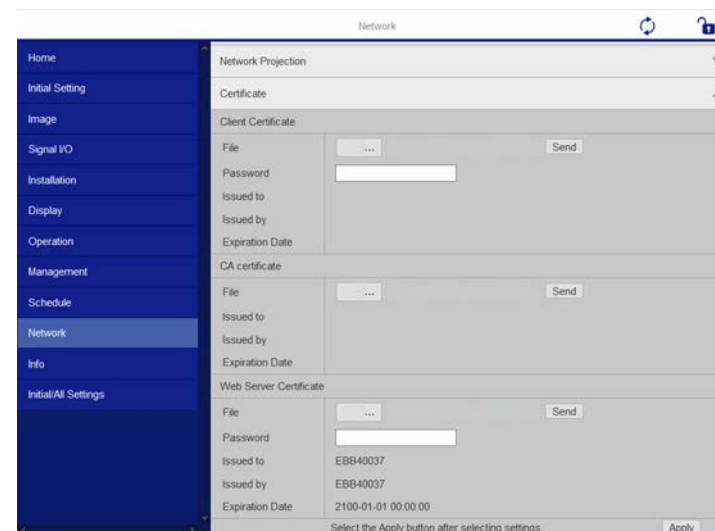 Network
Home
Initial Setting
Image
Signal I/O
Installation
Display
Operation
Management
Schedule
Network
Info
Initial/All Settings
Network Projection
Certificate
Client Certificate
File ... Send
Password
Issued to
Issued by
Expiration Date
CA certificate
File ... Send
Issued to
Issued by
Expiration Date
Web Server Certificate
File ... Send
Password
Issued to EBB40037
Issued by EBB40037
Expiration Date 2100-01-01 00:00:00
Select the Apply button after selecting settings. Apply